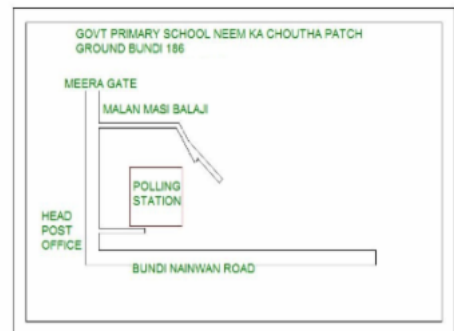 GOVT PRIMARY SCHOOL NEEM KA CHOUTHA PATCH
GROUND BUNDI 186
MEERA GATE
MALAN MASI BALAJI
POLLING
STATION
HEAD
POST
OFFICE
BUNDI NAINWAN ROAD